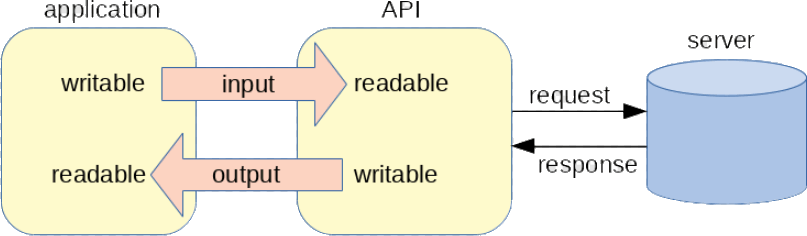 application
API
server
writable
input
readable
request
readable
output
writable
response